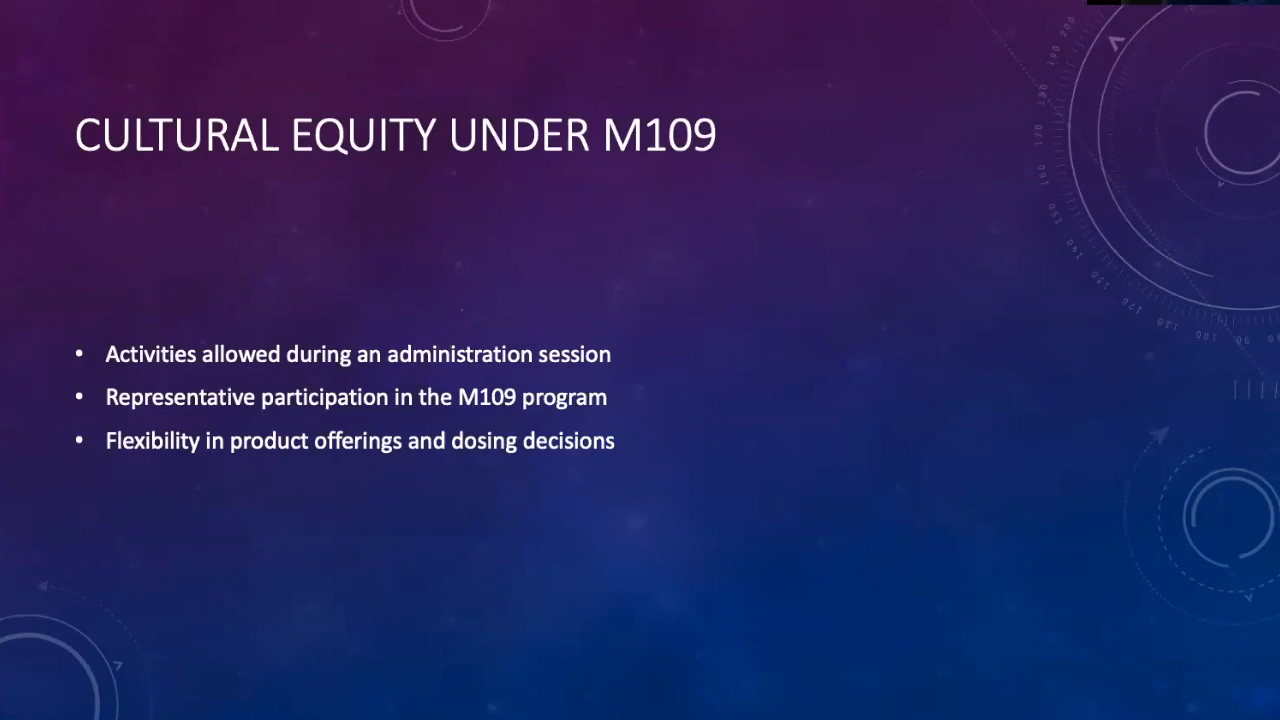 CULTURAL EQUITY UNDER M109
• Activities allowed during an administration session
• Representative participation in the M109 program
• Flexibility in product offerings and dosing decisions